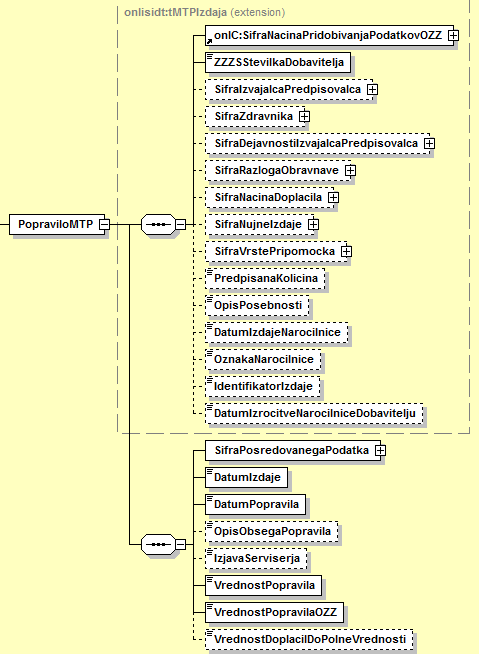 onlisidt:tMTPIzdaja (extension)
onlC:SifraNacinaPridobivanjaPodatkovOZZ
ZZZSStevilkaDobavitelja
SifraIzvajalcaPredpisovalca
SifraZdravnika
SifraDejavnostiIzvajalcaPredpisovalca
SifraRazlogaObravnave
SifraNacinaDoplacila
SifraNujneIzdaje
SifraVrstePripomocka
PredpisanaKolicina
OpisPosebnosti
DatumIzdajeNarocilnice
OznakaNarocilnice
IdentifikatorIzdaje
DatumIzrocitveNarocilniceDobavitelju
PopraviloMTP
SifraPosredovanegaPodatka
DatumIzdaje
DatumPopravila
OpisObsegaPopravila
IzjavaServiserja
VrednostPopravila
VrednostPopravilaOZZ
VrednostDoplacilDoPolneVrednosti